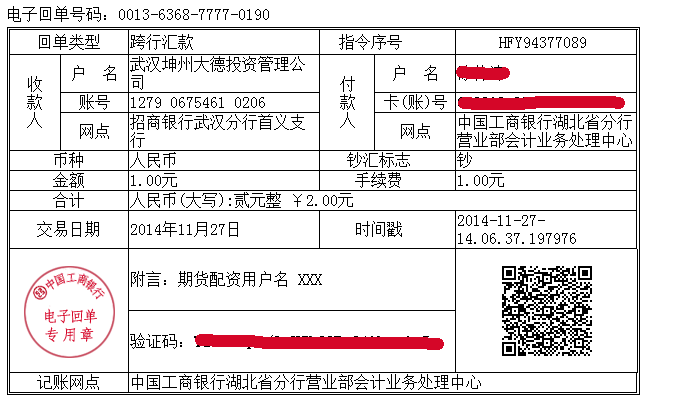 电子回单号码：0013-6368-7777-0190
回单类型 跨行汇款 指令序号 HFY94377089
收款人 户 名 武汉坤州大德投资管理公司 付款人 户 名
账号 1279 0675461 0206 卡(账)号
网点 招商银行武汉分行首义支行 网点 中国工商银行湖北省分行营业部会计业务处理中心
币种 人民币 钞汇标志 钞
金额 1.00元 手续费 1.00元
合计 人民币(大写):贰元整 ￥2.00元
交易日期 2014年11月27日 时间戳 2014-11-27-14.06.37.197976
中国工商银行
电子回单
专用章
附言：期货配资用户名 XXX
验证码：
记账网点 中国工商银行湖北省分行营业部会计业务处理中心